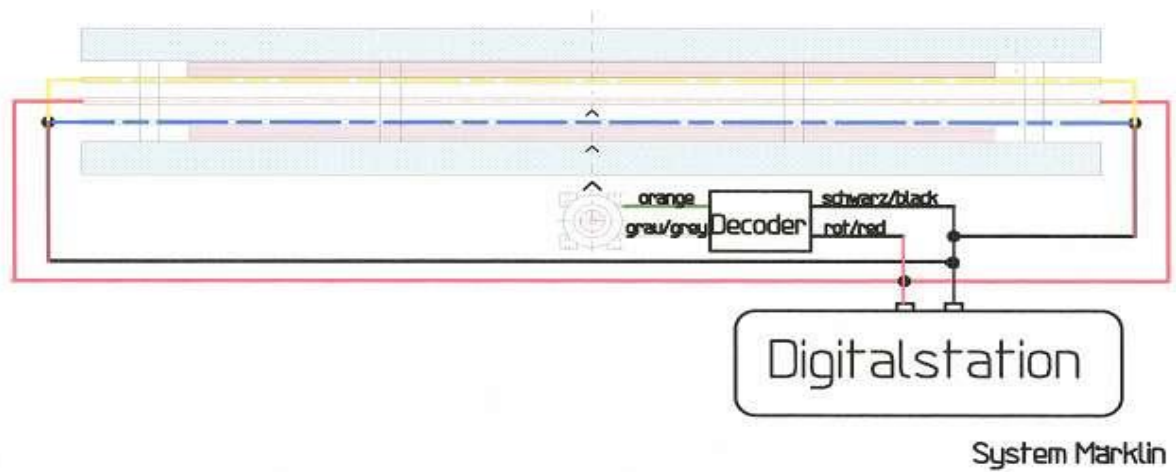 orange
schwarz/black
grau/grey
Decoder
rot/red
Digitalstation
System Märklin